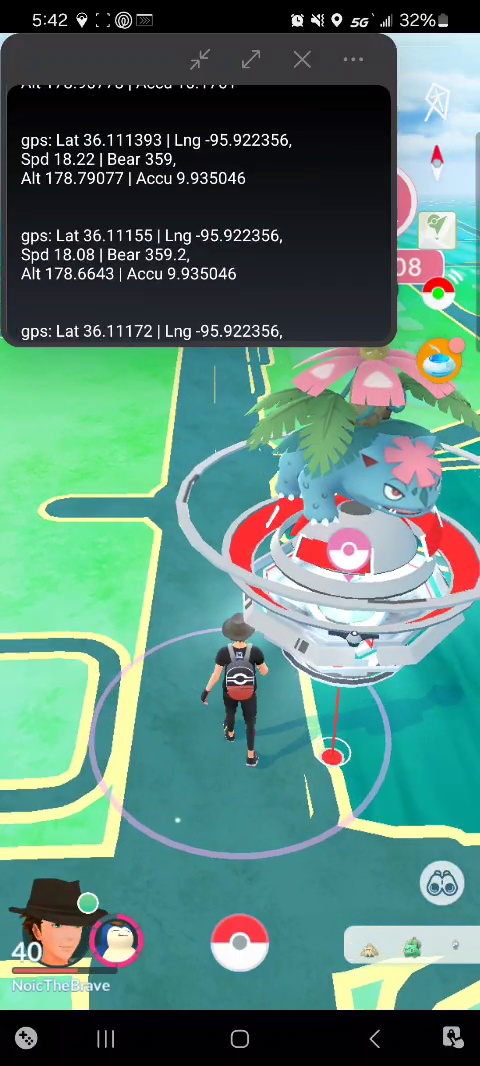 5:42
5G
32%
gps: Lat 36.111393 | Lng -95.922356,
Spd 18.22 | Bear 359,
Alt 178.79077 | Accu 9.935046
gps: Lat 36.11155 | Lng -95.922356,
Spd 18.08 | Bear 359.2,
Alt 178.6643 | Accu 9.935046
gps: Lat 36.11172 | Lng -95.922356,
08
40
NoicTheBrave